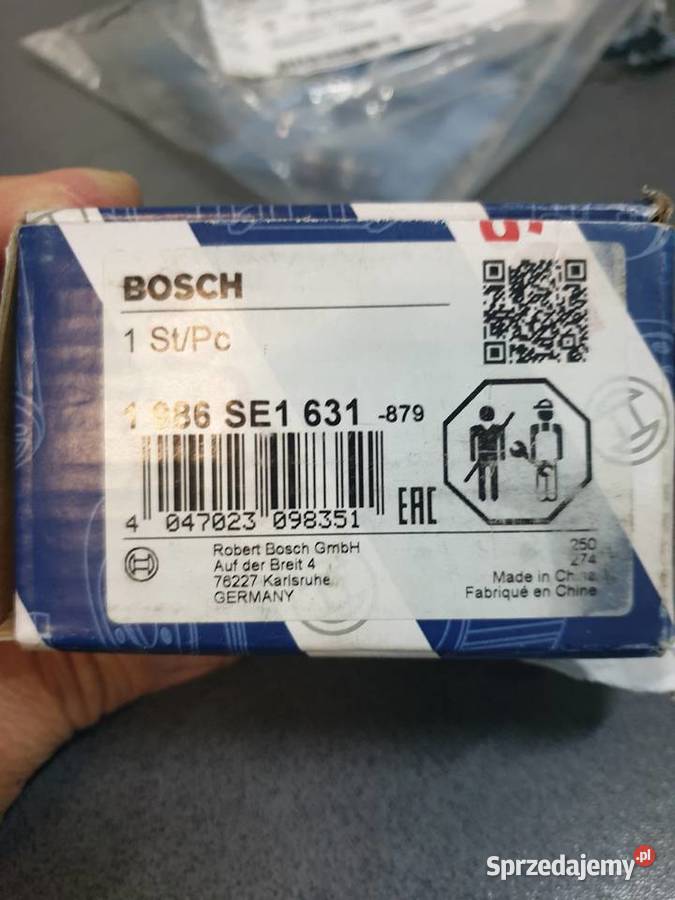 BOSCH
1 St/Pc
1 986 SE1 631 -879
4 047023 098351
EAC
Robert Bosch GmbH
Auf der Breit 4
76227 Karlsruhe
GERMANY
250
274
Made in China
Fabriqué en Chine
Sprzedajemy.pl